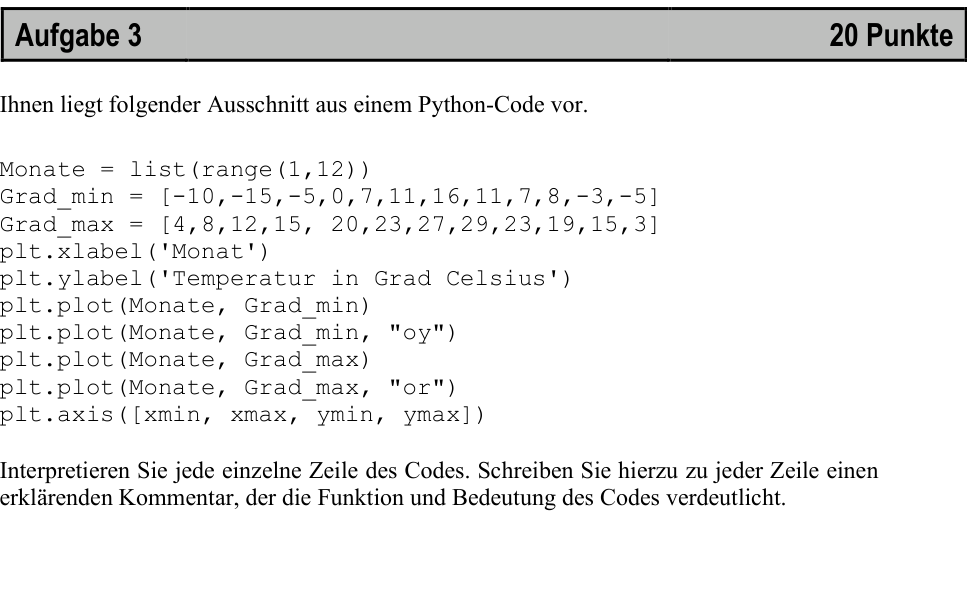 Aufgabe 3 20 Punkte
Ihnen liegt folgender Ausschnitt aus einem Python-Code vor.
Monate = list(range(1,12))
Grad_min = [-10,-15,-5,0,7,11,16,11,7,8,-3,-5]
Grad_max = [4,8,12,15, 20,23,27,29,23,19,15,3]
plt.xlabel('Monat')
plt.ylabel('Temperatur in Grad Celsius')
plt.plot(Monate, Grad_min)
plt.plot(Monate, Grad_min, "oy")
plt.plot(Monate, Grad_max)
plt.plot(Monate, Grad_max, "or")
plt.axis([xmin, xmax, ymin, ymax])
Interpretieren Sie jede einzelne Zeile des Codes. Schreiben Sie hierzu zu jeder Zeile einen
erklärenden Kommentar, der die Funktion und Bedeutung des Codes verdeutlicht.